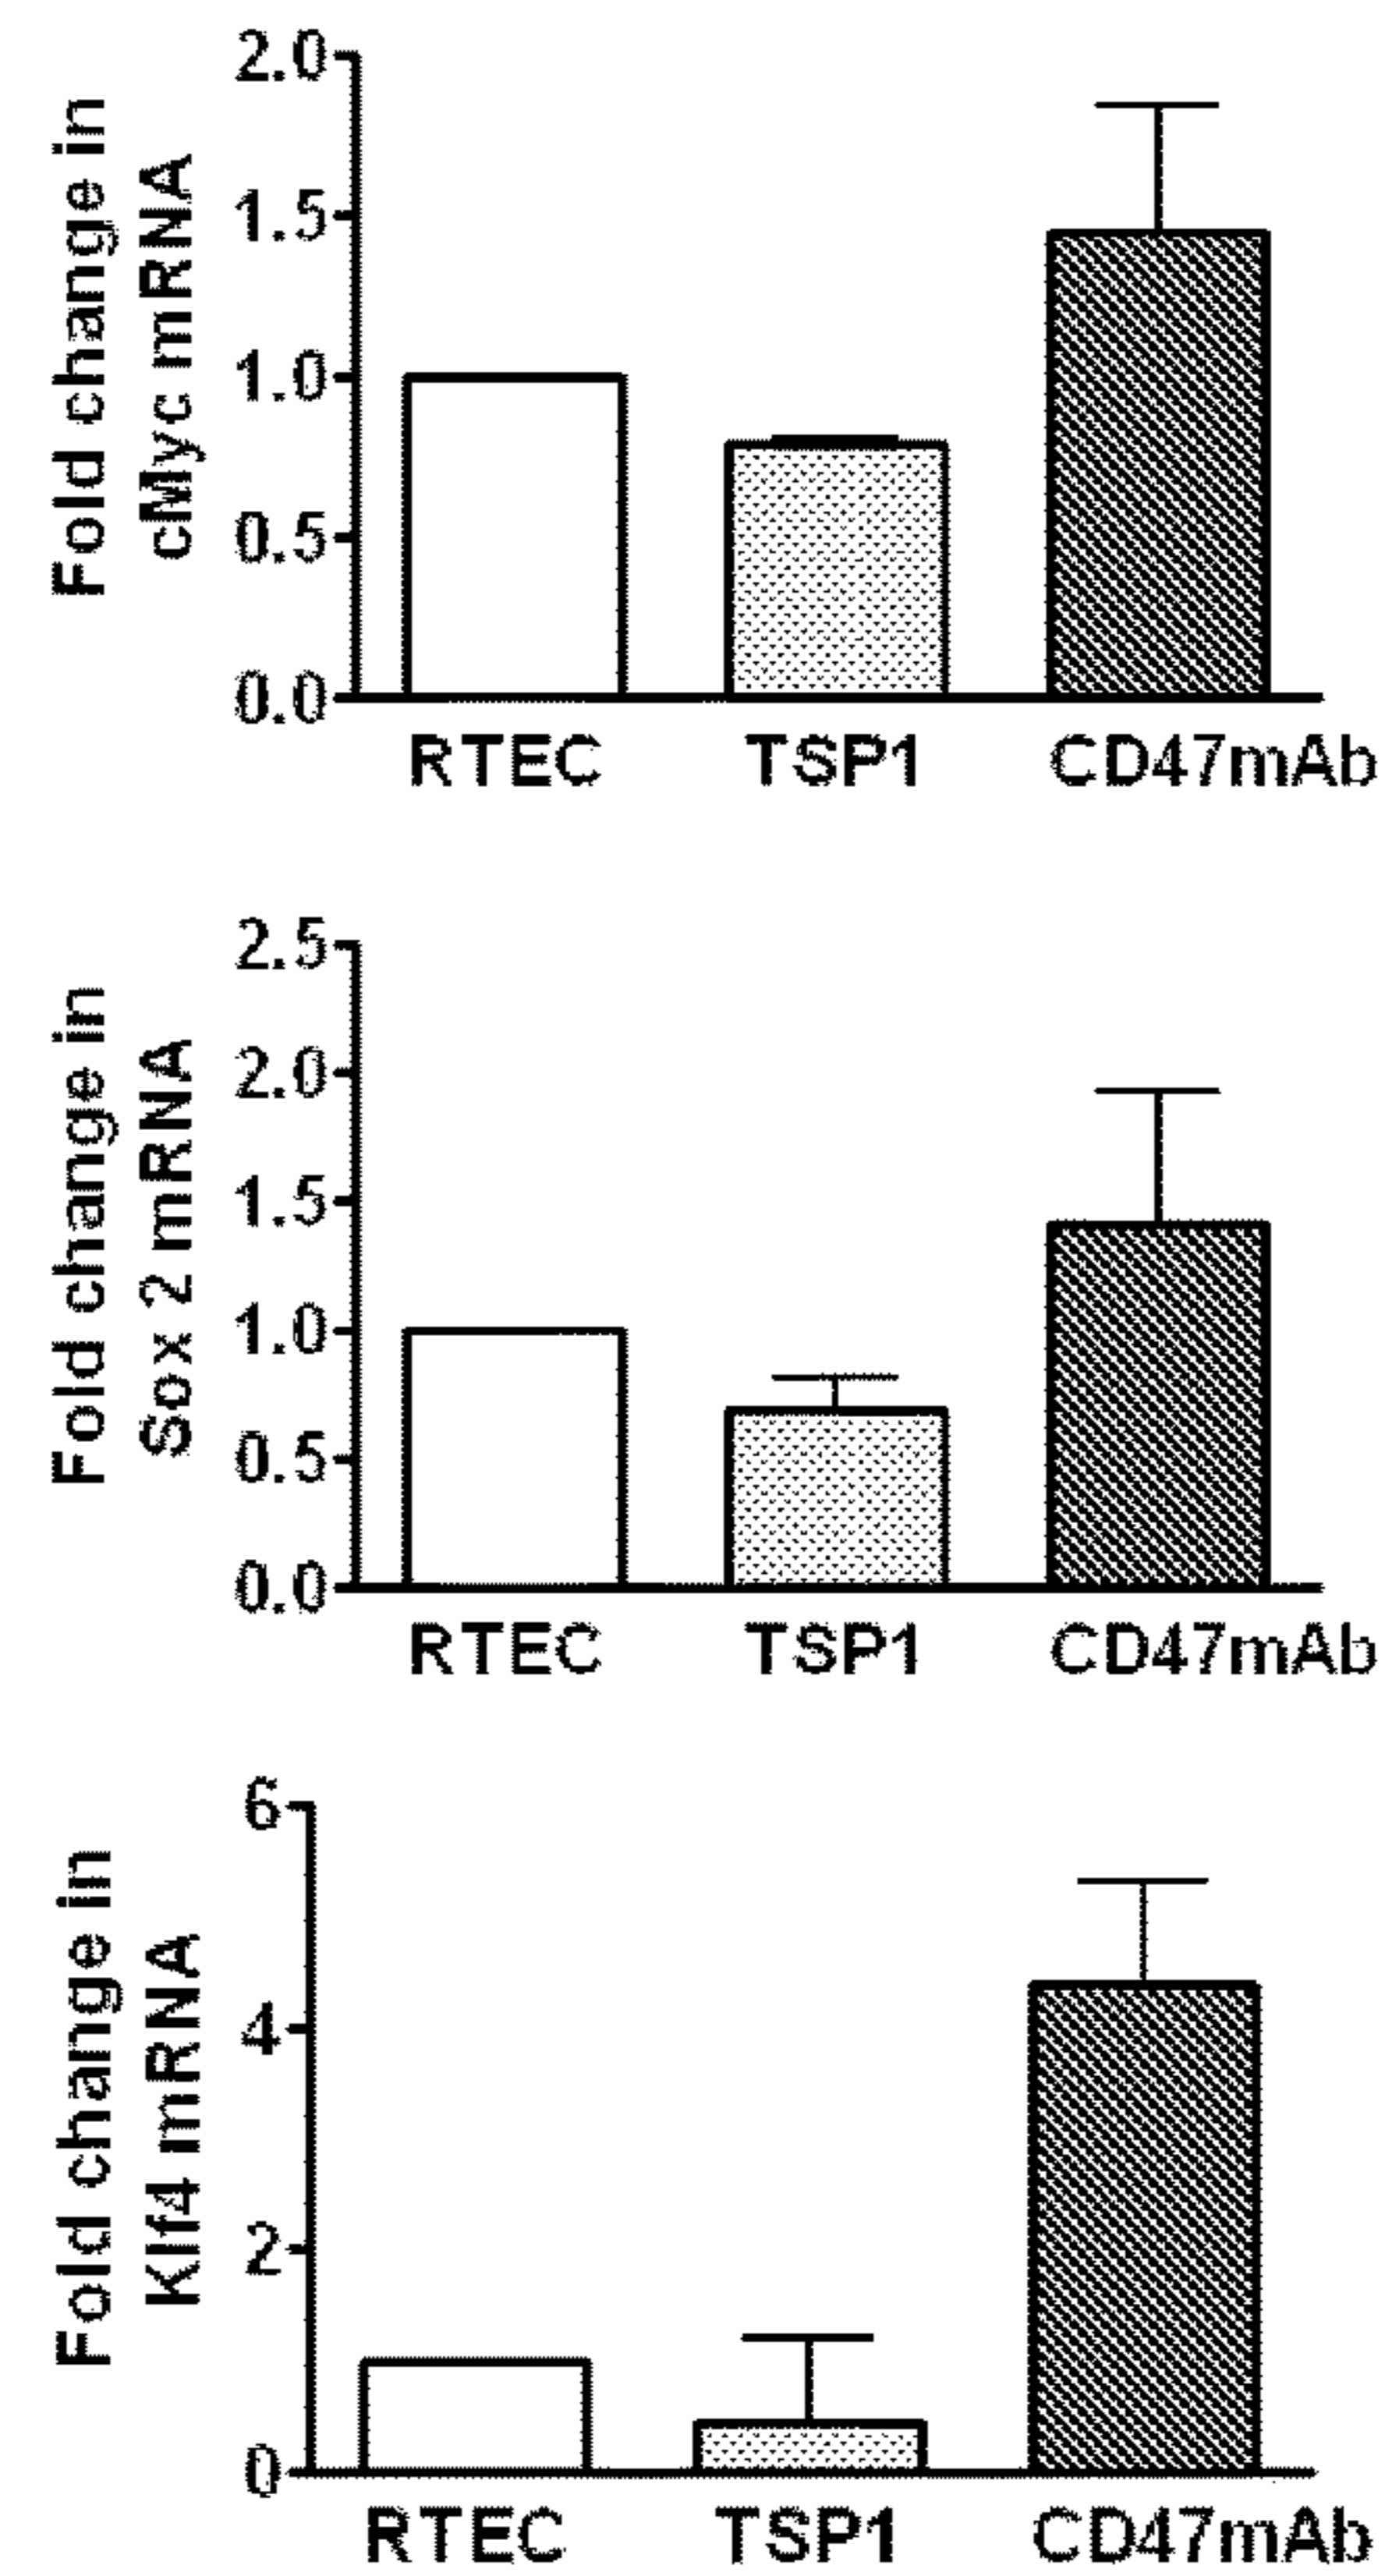 Fold change in
cMyc mRNA
2.0
1.5
1.0
0.5
0.0
RTEC TSP1 CD47mAb
Fold change in
Sox 2 mRNA
2.5
2.0
1.5
1.0
0.5
0.0
RTEC TSP1 CD47mAb
Fold change in
Klf4 mRNA
6
4
2
0
RTEC TSP1 CD47mAb